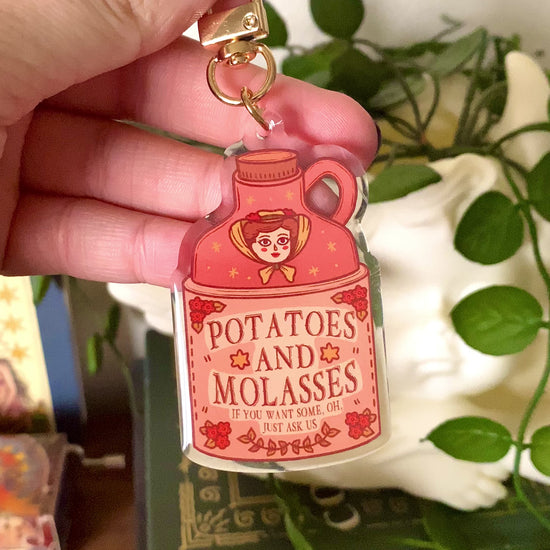 POTATOES
AND
MOLASSES
IF YOU WANT SOME, OH,
JUST ASK US